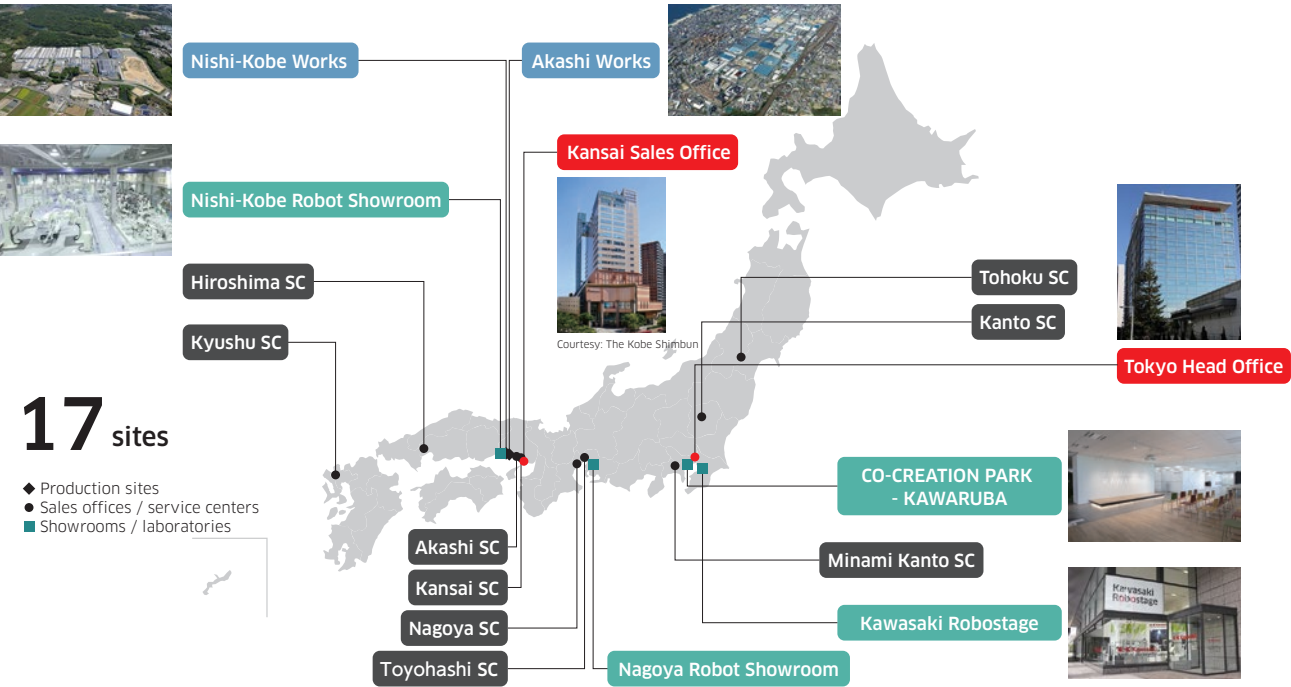 Nishi-Kobe Works
Akashi Works
Kansai Sales Office
Nishi-Kobe Robot Showroom
Hiroshima SC
Tohoku SC
Kanto SC
Kyushu SC
Courtesy: The Kobe Shimbun
Tokyo Head Office
17 sites
Production sites
Sales offices / service centers
Showrooms / laboratories
CO-CREATION PARK
- KAWARUBA
Akashi SC
Minami Kanto SC
Kansai SC
Kawasaki
Robostage
Nagoya SC
Kawasaki Robostage
Toyohashi SC
Nagoya Robot Showroom